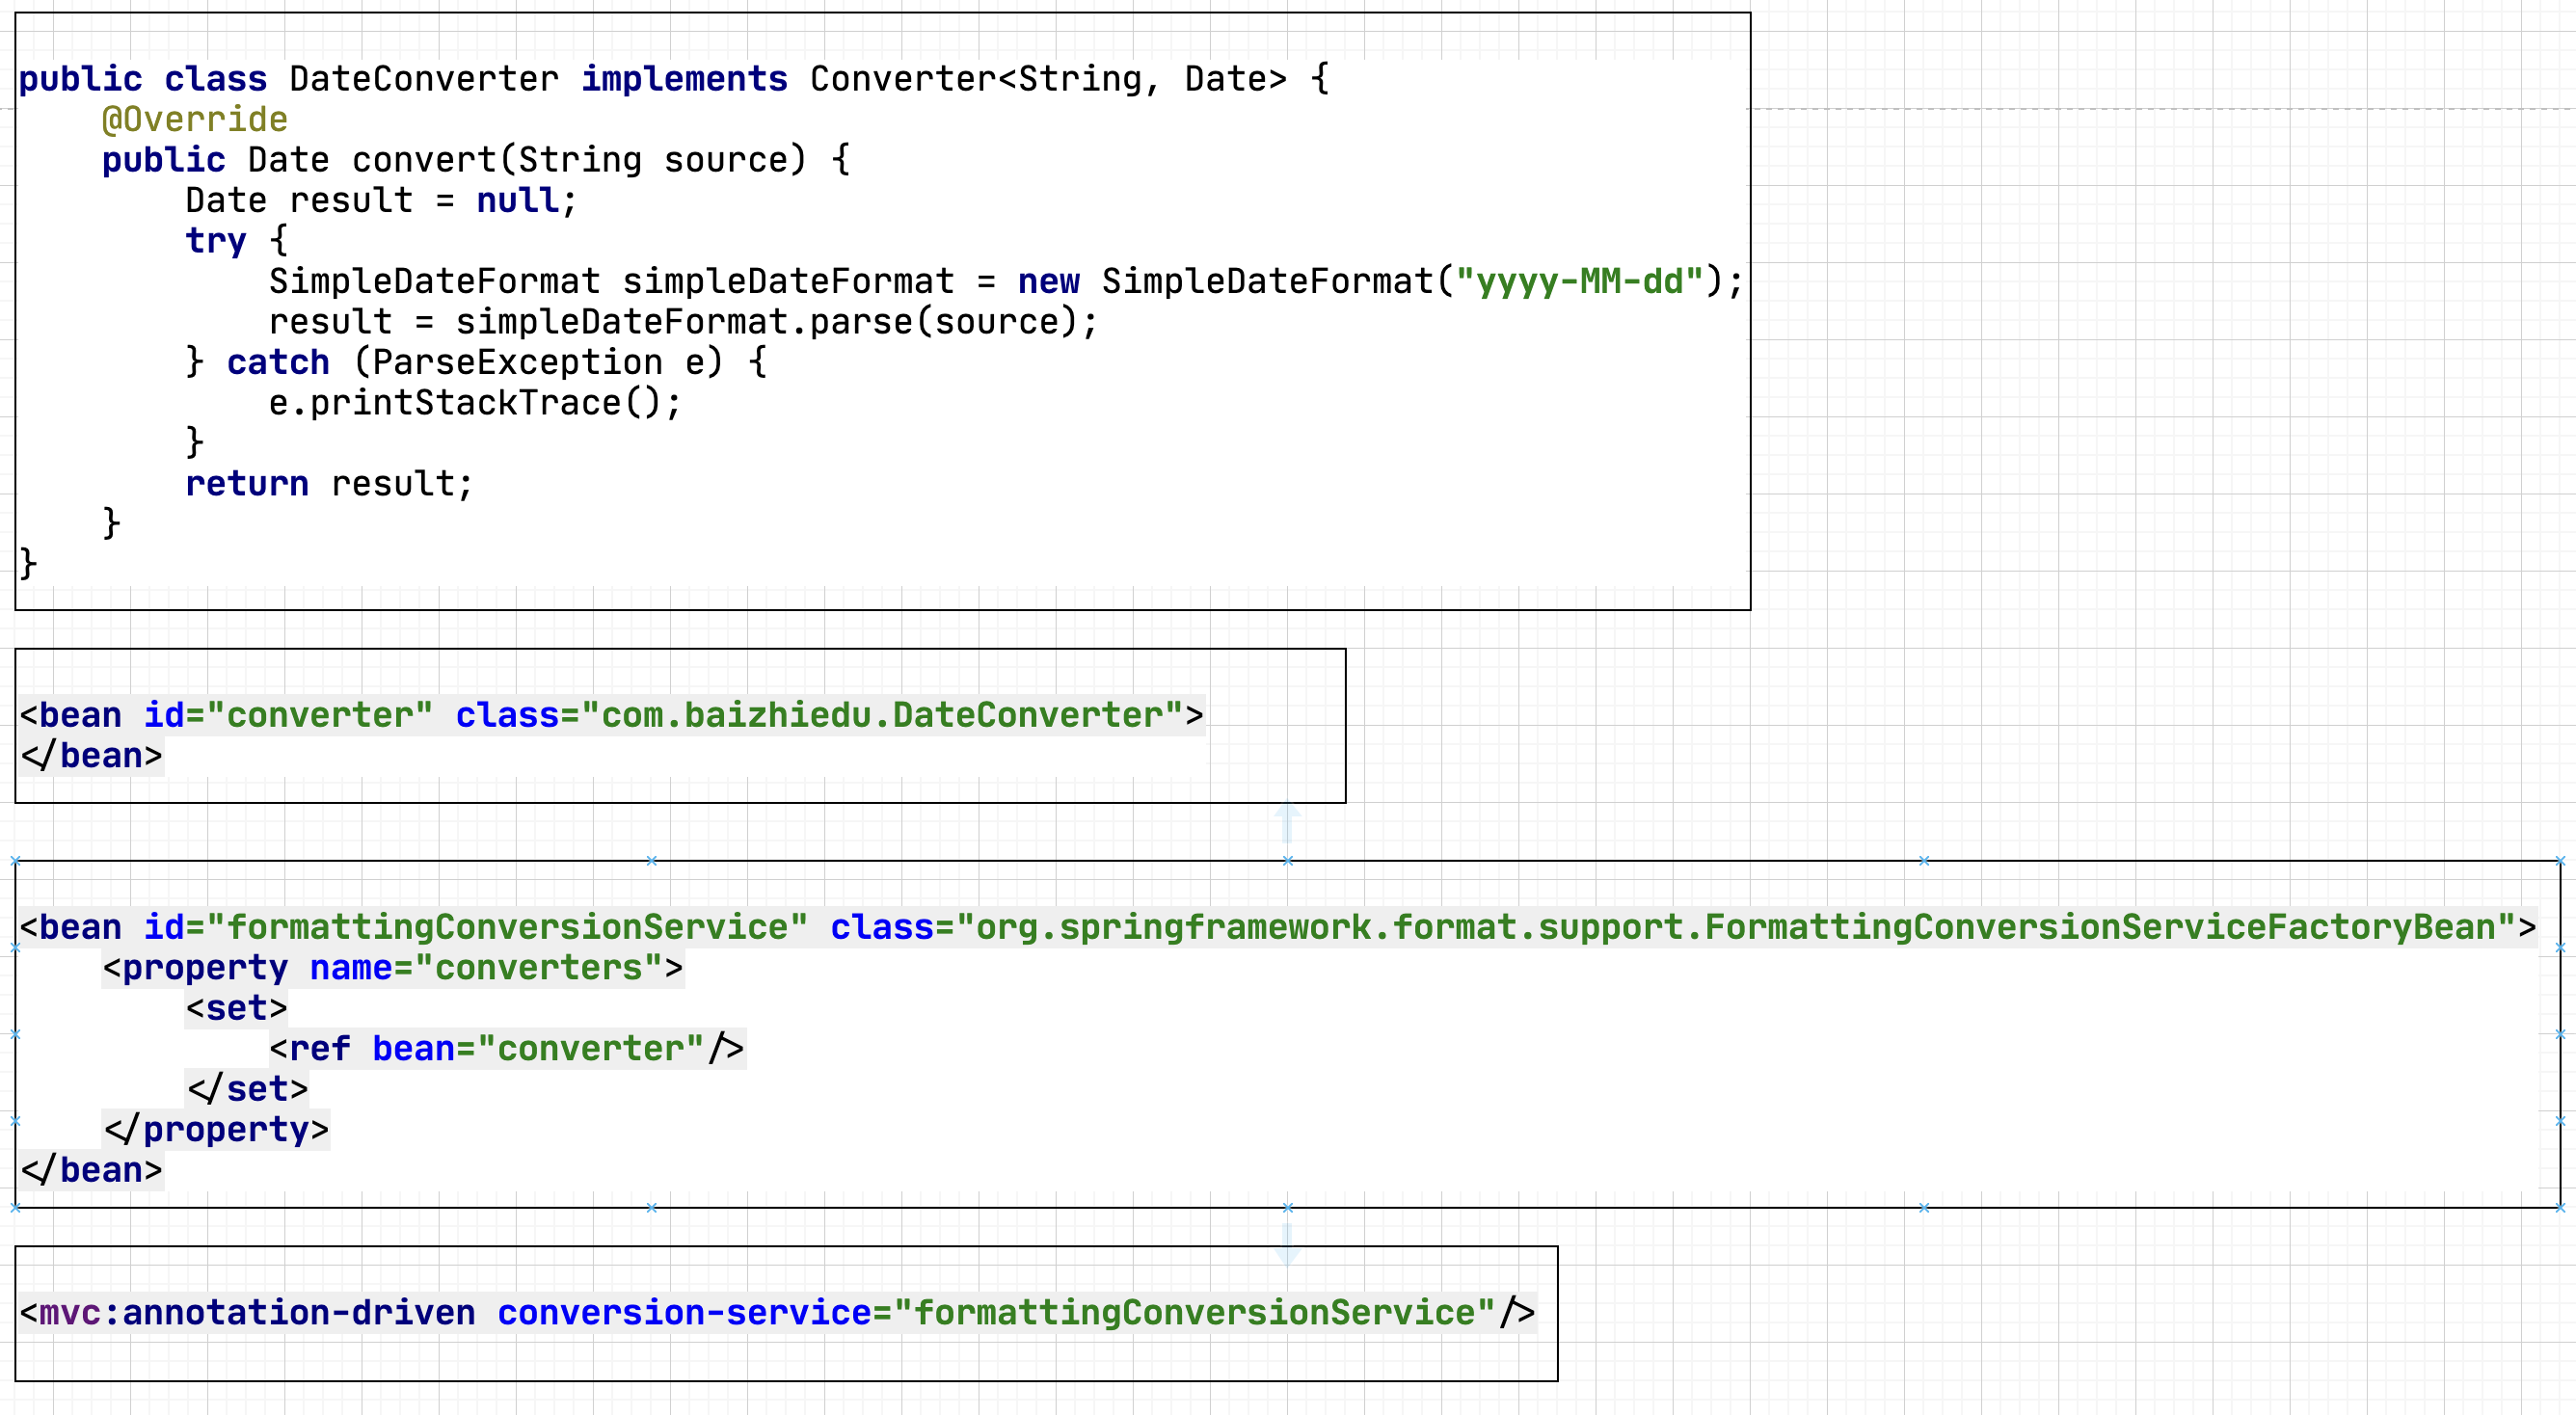 public class DateConverter implements Converter<String, Date> {
    @Override
    public Date convert(String source) {
        Date result = null;
        try {
            SimpleDateFormat simpleDateFormat = new SimpleDateFormat("yyyy-MM-dd");
            result = simpleDateFormat.parse(source);
        } catch (ParseException e) {
            e.printStackTrace();
        }
        return result;
    }
}
<bean id="converter" class="com.baizhiedu.DateConverter">
</bean>
<bean id="formattingConversionService" class="org.springframework.format.support.FormattingConversionServiceFactoryBean">
    <property name="converters">
        <set>
            <ref bean="converter"/>
        </set>
    </property>
</bean>
<mvc:annotation-driven conversion-service="formattingConversionService"/>